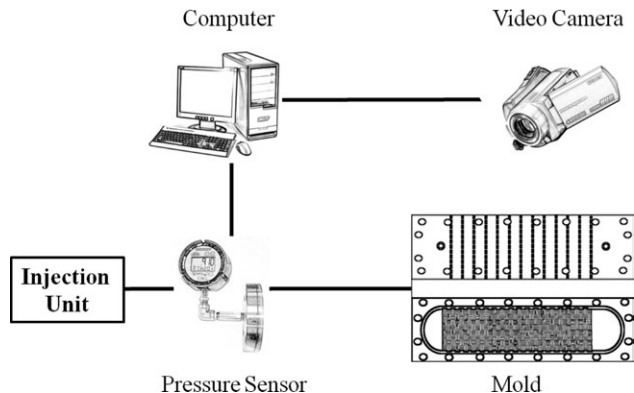 Computer
Video Camera
Injection
Unit
Pressure Sensor
Mold